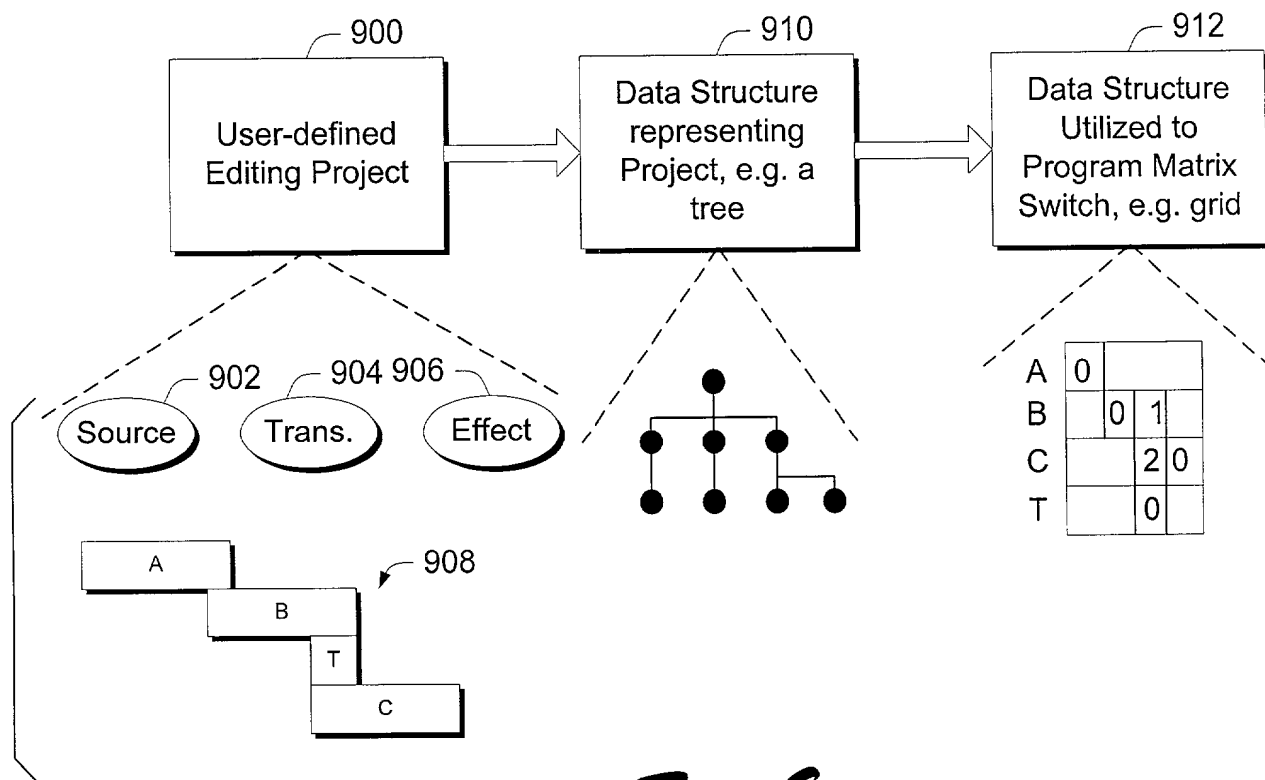 900
910
912
User-defined
Editing Project
Data Structure
representing
Project, e.g. a
tree
Data Structure
Utilized to
Program Matrix
Switch, e.g. grid
902
904
906
Source
Trans.
Effect
A
B
T
C
908
A 0
B 0 1
C 2 0
T 0